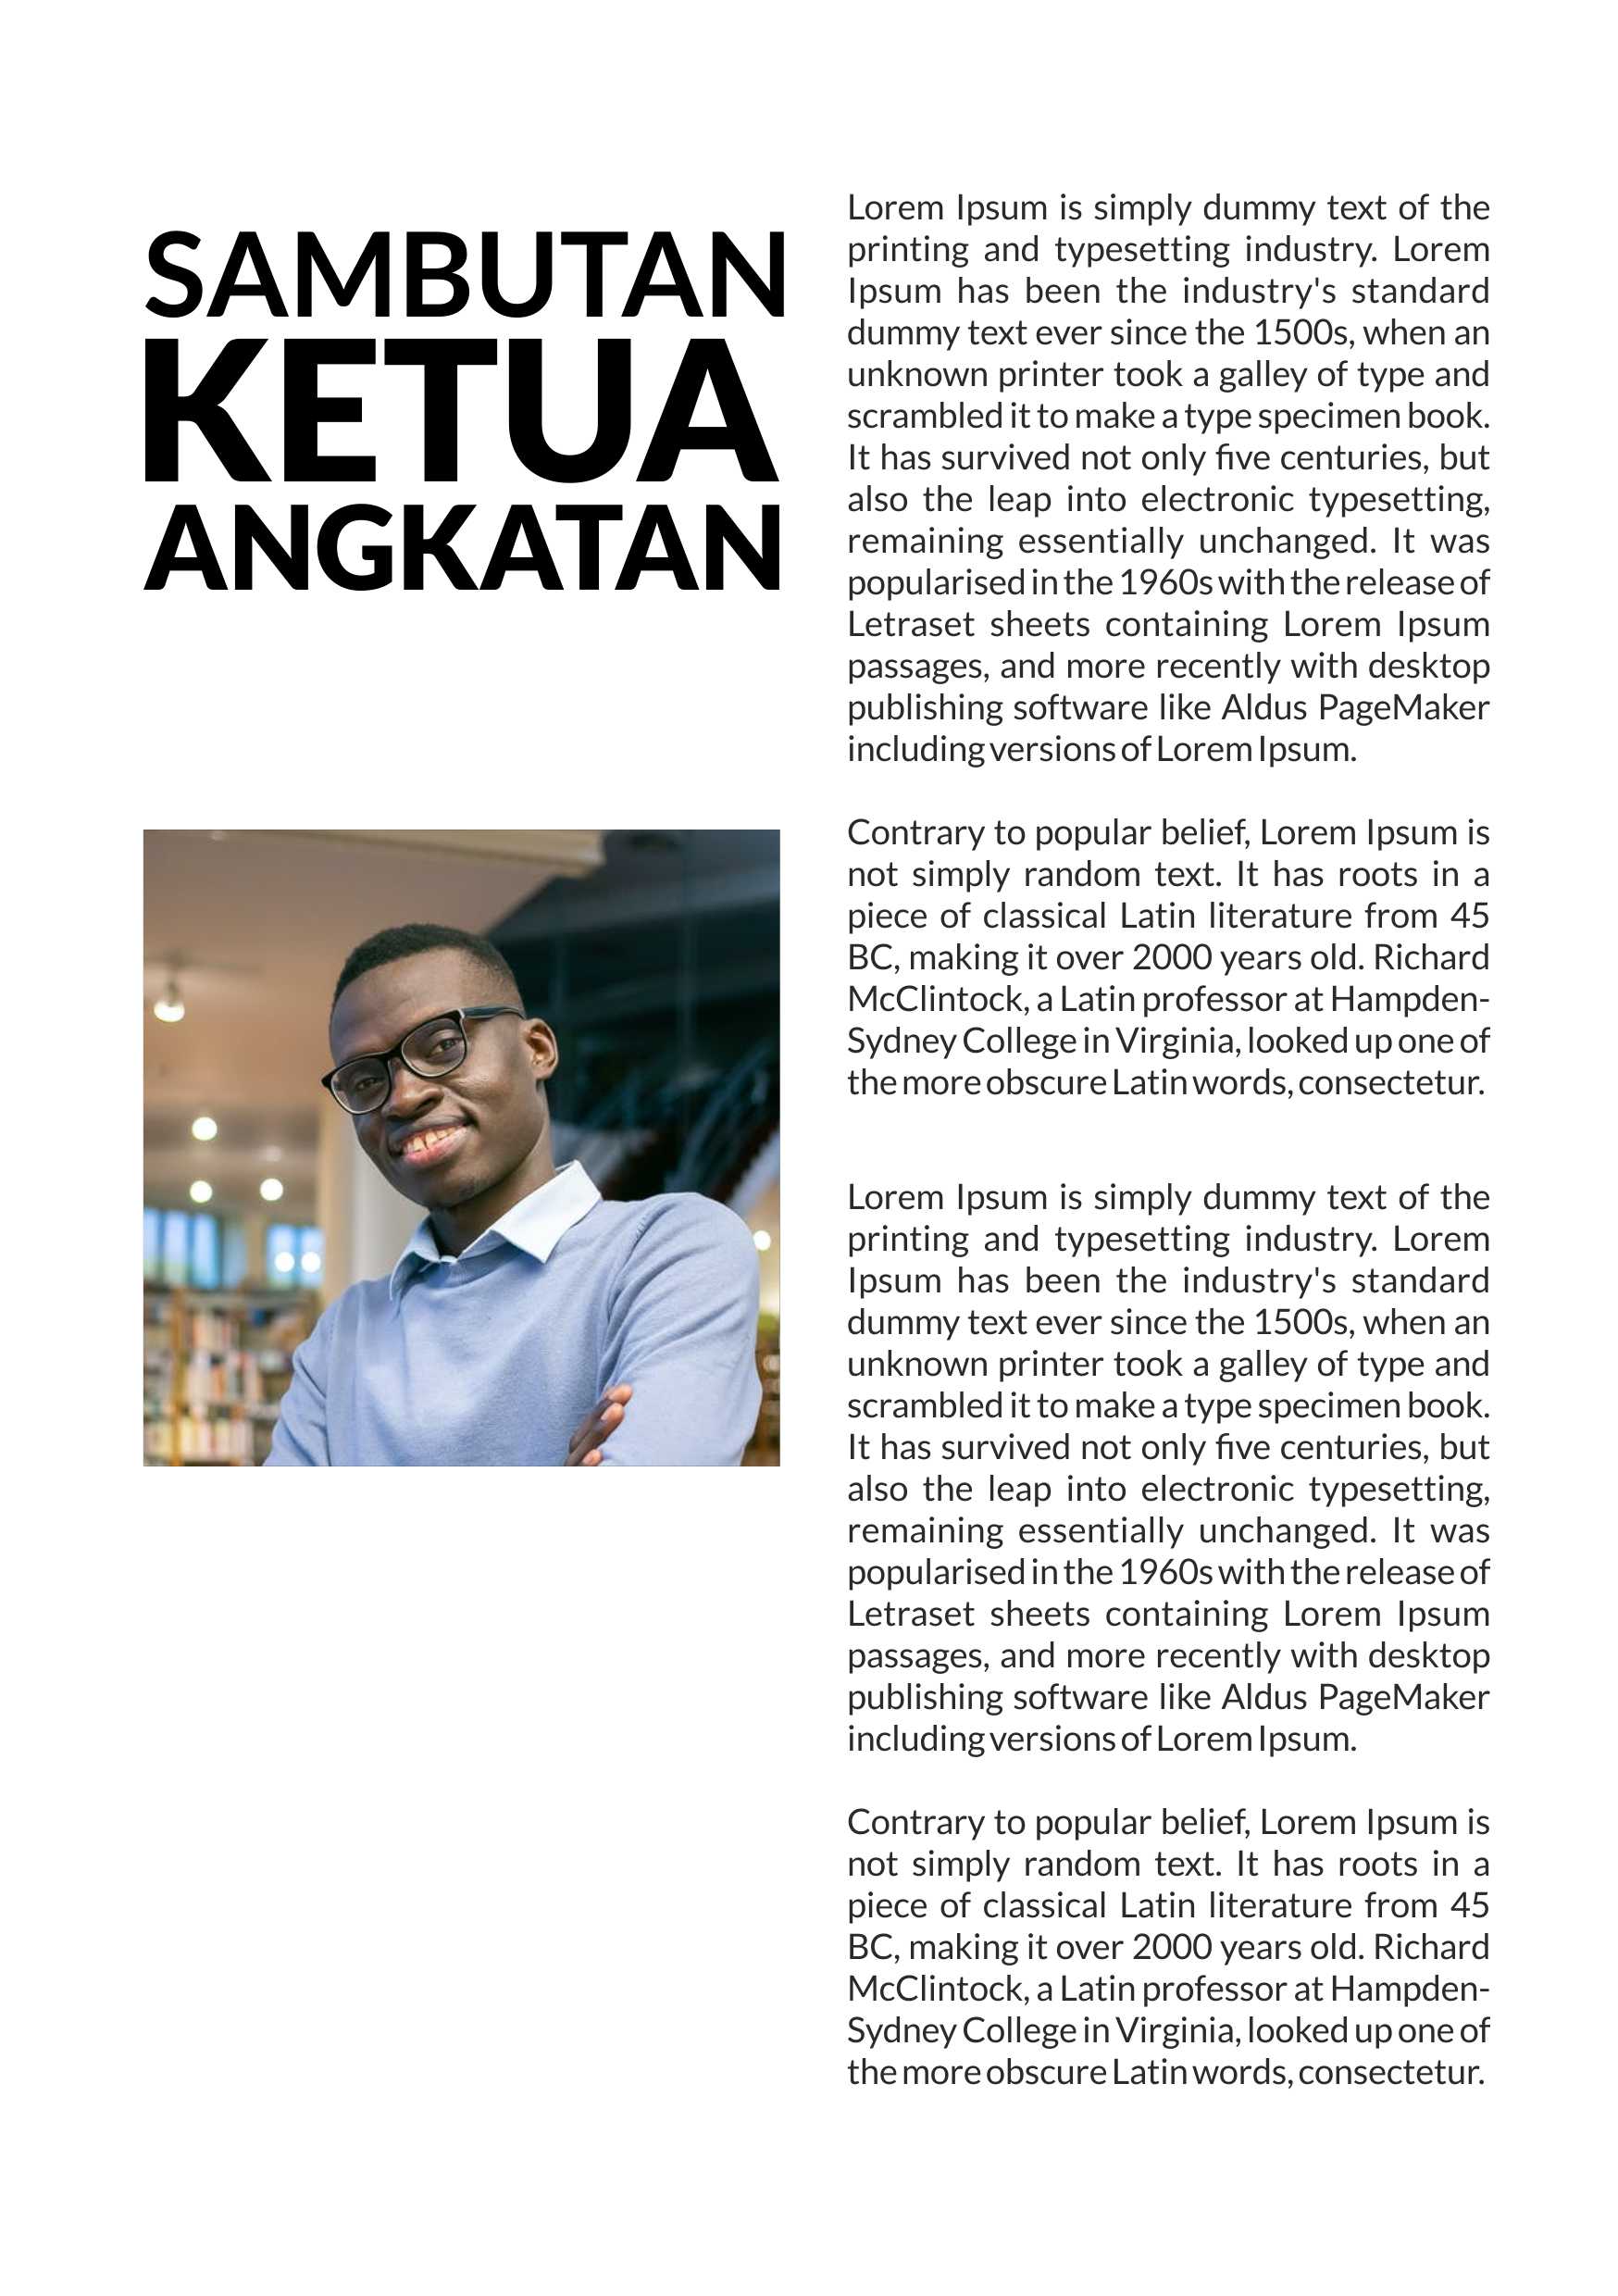 SAMBUTAN
KETUA
ANGKATAN
Lorem Ipsum is simply dummy text of the
printing and typesetting industry. Lorem
Ipsum has been the industry's standard
dummy text ever since the 1500s, when an
unknown printer took a galley of type and
scrambled it to make a type specimen book.
It has survived not only five centuries, but
also the leap into electronic typesetting,
remaining essentially unchanged. It was
popularised in the 1960s with the release of
Letraset sheets containing Lorem Ipsum
passages, and more recently with desktop
publishing software like Aldus PageMaker
including versions of Lorem Ipsum.
Contrary to popular belief, Lorem Ipsum is
not simply random text. It has roots in a
piece of classical Latin literature from 45
BC, making it over 2000 years old. Richard
McClintock, a Latin professor at Hampden-
Sydney College in Virginia, looked up one of
the more obscure Latin words, consectetur.
Lorem Ipsum is simply dummy text of the
printing and typesetting industry. Lorem
Ipsum has been the industry's standard
dummy text ever since the 1500s, when an
unknown printer took a galley of type and
scrambled it to make a type specimen book.
It has survived not only five centuries, but
also the leap into electronic typesetting,
remaining essentially unchanged. It was
popularised in the 1960s with the release of
Letraset sheets containing Lorem Ipsum
passages, and more recently with desktop
publishing software like Aldus PageMaker
including versions of Lorem Ipsum.
Contrary to popular belief, Lorem Ipsum is
not simply random text. It has roots in a
piece of classical Latin literature from 45
BC, making it over 2000 years old. Richard
McClintock, a Latin professor at Hampden-
Sydney College in Virginia, looked up one of
the more obscure Latin words, consectetur.